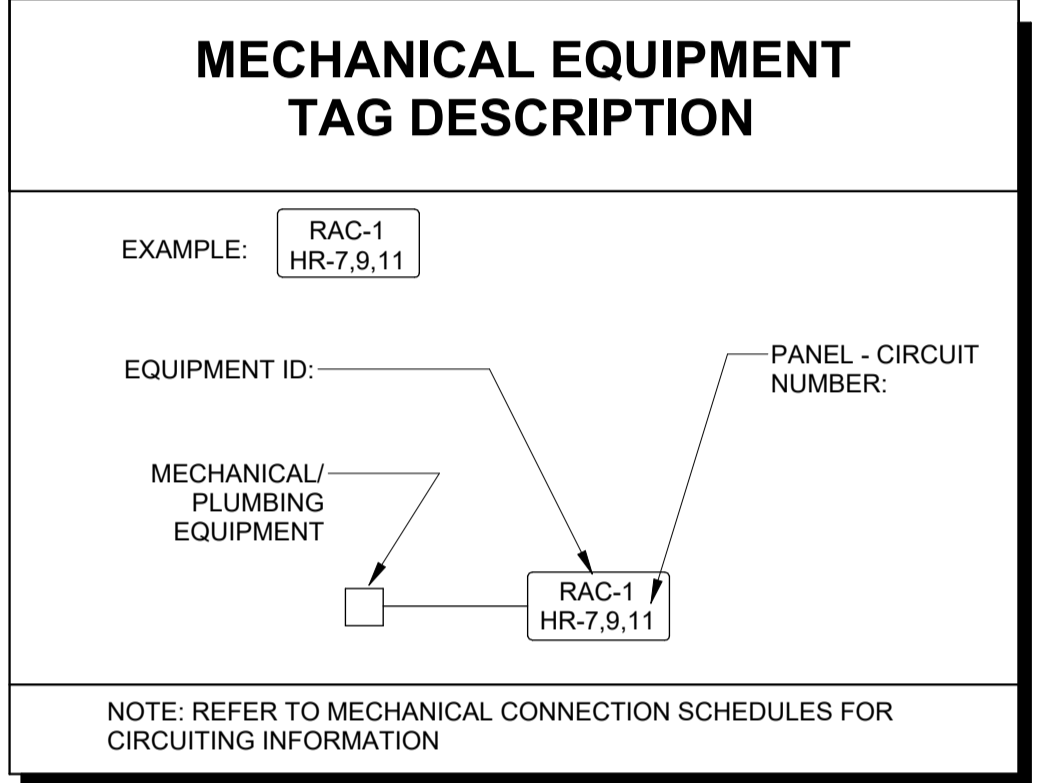 MECHANICAL EQUIPMENT
TAG DESCRIPTION
EXAMPLE:
RAC-1
HR-7,9,11
EQUIPMENT ID:
PANEL - CIRCUIT
NUMBER:
MECHANICAL/
PLUMBING
EQUIPMENT
RAC-1
HR-7,9,11
NOTE: REFER TO MECHANICAL CONNECTION SCHEDULES FOR
CIRCUITING INFORMATION